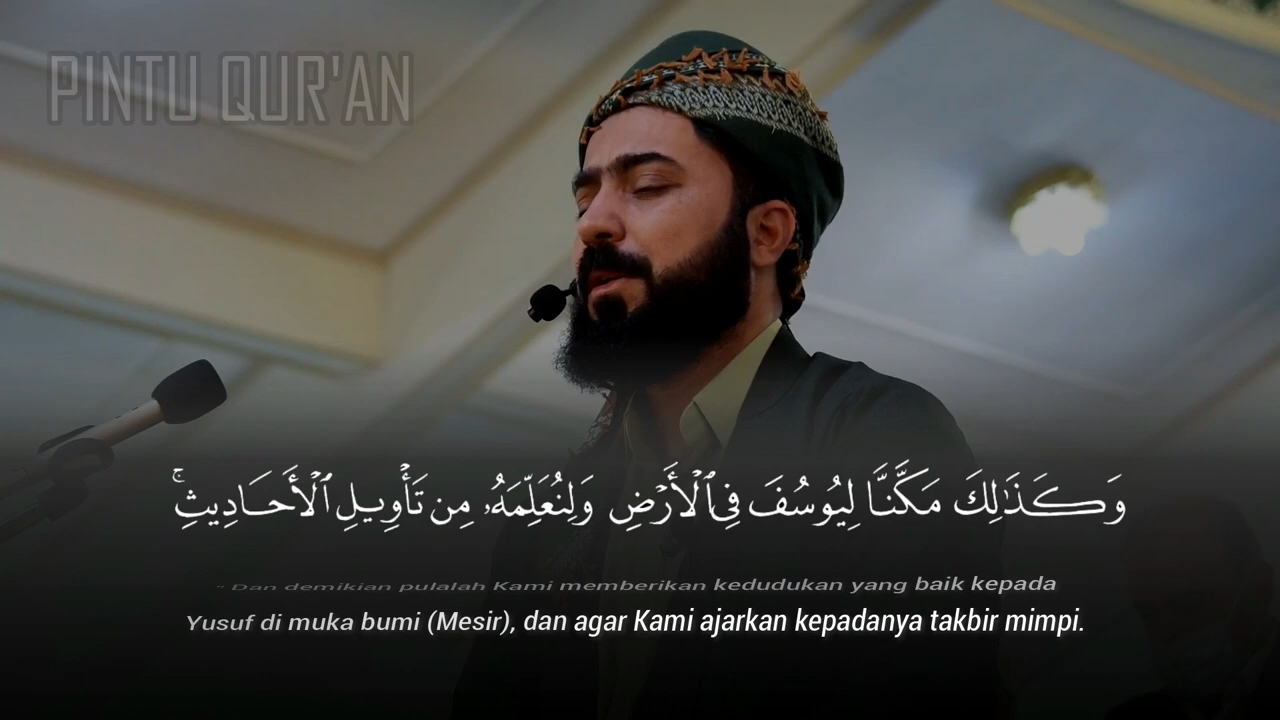 PINTU QUR'AN
وَكَذَٰلِكَ مَكَّنَّا لِيُوسُفَ فِي ٱلْأَرْضِ وَلِنُعَلِّمَهُۥ مِن تَأْوِيلِ ٱلْأَحَادِيثِ ۚ
" Dan demikian pulalah Kami memberikan kedudukan yang baik kepada
Yusuf di muka bumi (Mesir), dan agar Kami ajarkan kepadanya takbir mimpi.